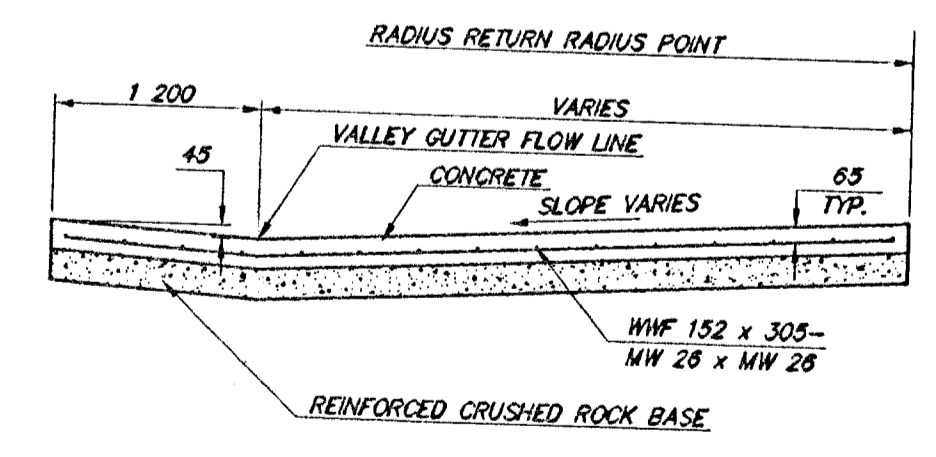 RADIUS RETURN RADIUS POINT
1 200
VARIES
VALLEY GUTTER FLOW LINE
45
CONCRETE
65
TYP.
SLOPE VARIES
WWF 152 x 305-
MW 26 x MW 26
REINFORCED CRUSHED ROCK BASE